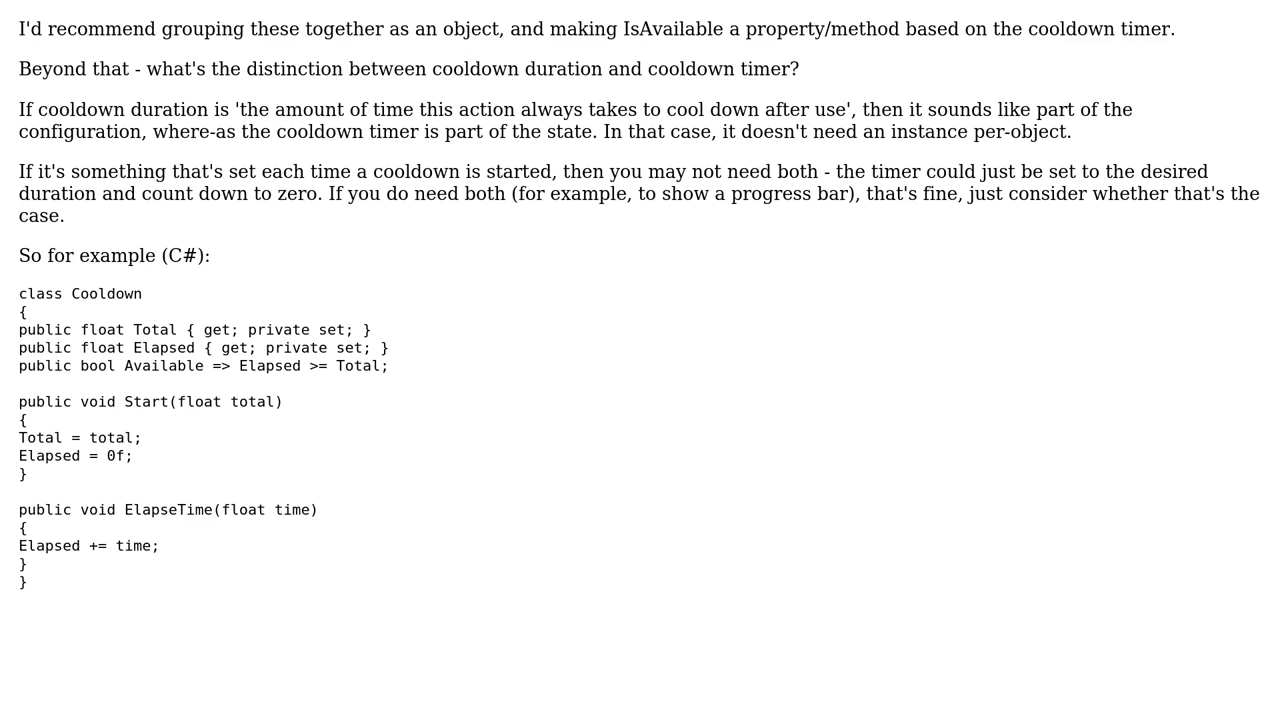 I'd recommend grouping these together as an object, and making IsAvailable a property/method based on the cooldown timer.
Beyond that - what's the distinction between cooldown duration and cooldown timer?
If cooldown duration is 'the amount of time this action always takes to cool down after use', then it sounds like part of the
configuration, where-as the cooldown timer is part of the state. In that case, it doesn't need an instance per-object.
If it's something that's set each time a cooldown is started, then you may not need both - the timer could just be set to the desired
duration and count down to zero. If you do need both (for example, to show a progress bar), that's fine, just consider whether that's the
case.
So for example (C#):
class Cooldown
{
public float Total { get; private set; }
public float Elapsed { get; private set; }
public bool Available => Elapsed >= Total;
public void Start(float total)
{
Total = total;
Elapsed = 0f;
}
public void ElapseTime(float time)
{
Elapsed += time;
}
}